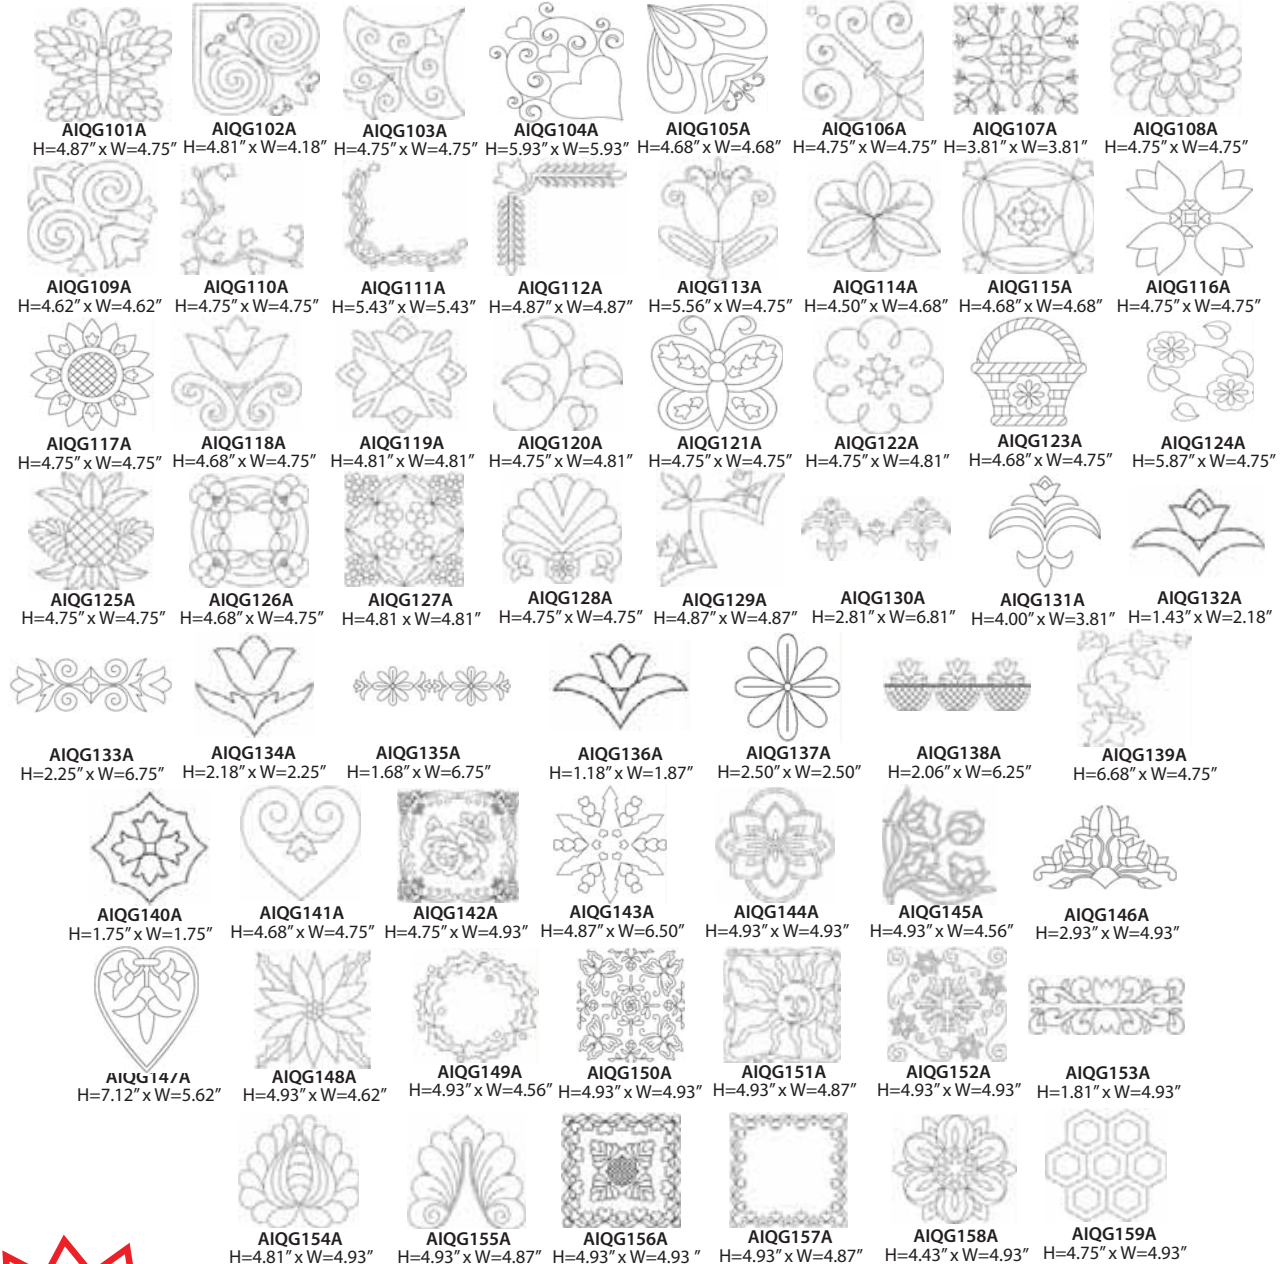 AIQG101A AIQG102A AIQG103A AIQG104A AIQG105A AIQG106A AIQG107A AIQG108A
H=4.87” x W=4.75” H=4.81” x W=4.18” H=4.75” x W=4.75” H=5.93” x W=5.93” H=4.68” x W=4.68” H=4.75” x W=4.75” H=3.81” x W=3.81” H=4.75” x W=4.75”
AIQG109A AIQG110A AIQG111A AIQG112A AIQG113A AIQG114A AIQG115A AIQG116A
H=4.62” x W=4.62” H=4.75” x W=4.75” H=5.43” x W=5.43” H=4.87” x W=4.87” H=5.56” x W=4.75” H=4.50” x W=4.68” H=4.68” x W=4.68” H=4.75” x W=4.75”
AIQG117A AIQG118A AIQG119A AIQG120A AIQG121A AIQG122A AIQG123A AIQG124A
H=4.75” x W=4.75” H=4.68” x W=4.75” H=4.81” x W=4.81” H=4.75” x W=4.81” H=4.75” x W=4.75” H=4.75” x W=4.81” H=4.68” x W=4.75” H=5.87” x W=4.75”
AIQG125A AIQG126A AIQG127A AIQG128A AIQG129A AIQG130A AIQG131A AIQG132A
H=4.75” x W=4.75” H=4.68” x W=4.75” H=4.81 x W=4.81” H=4.75” x W=4.75” H=4.87” x W=4.87” H=2.81” x W=6.81” H=4.00” x W=3.81” H=1.43” x W=2.18”
AIQG133A AIQG134A AIQG135A AIQG136A AIQG137A AIQG138A AIQG139A
H=2.25” x W=6.75” H=2.18” x W=2.25” H=1.68” x W=6.75” H=1.18” x W=1.87” H=2.50” x W=2.50” H=2.06” x W=6.25” H=6.68” x W=4.75”
AIQG140A AIQG141A AIQG142A AIQG143A AIQG144A AIQG145A AIQG146A
H=1.75” x W=1.75” H=4.68” x W=4.75” H=4.75” x W=4.93” H=4.87” x W=6.50” H=4.93” x W=4.93” H=4.93” x W=4.56” H=2.93” x W=4.93”
AIQG147A AIQG148A AIQG149A AIQG150A AIQG151A AIQG152A AIQG153A
H=7.12” x W=5.62” H=4.93” x W=4.62” H=4.93” x W=4.56” H=4.93” x W=4.93” H=4.93” x W=4.87” H=4.93” x W=4.93” H=1.81” x W=4.93”
AIQG154A AIQG155A AIQG156A AIQG157A AIQG158A AIQG159A
H=4.81” x W=4.93” H=4.93” x W=4.87” H=4.93” x W=4.93 ” H=4.93” x W=4.87” H=4.43” x W=4.93” H=4.75” x W=4.93”